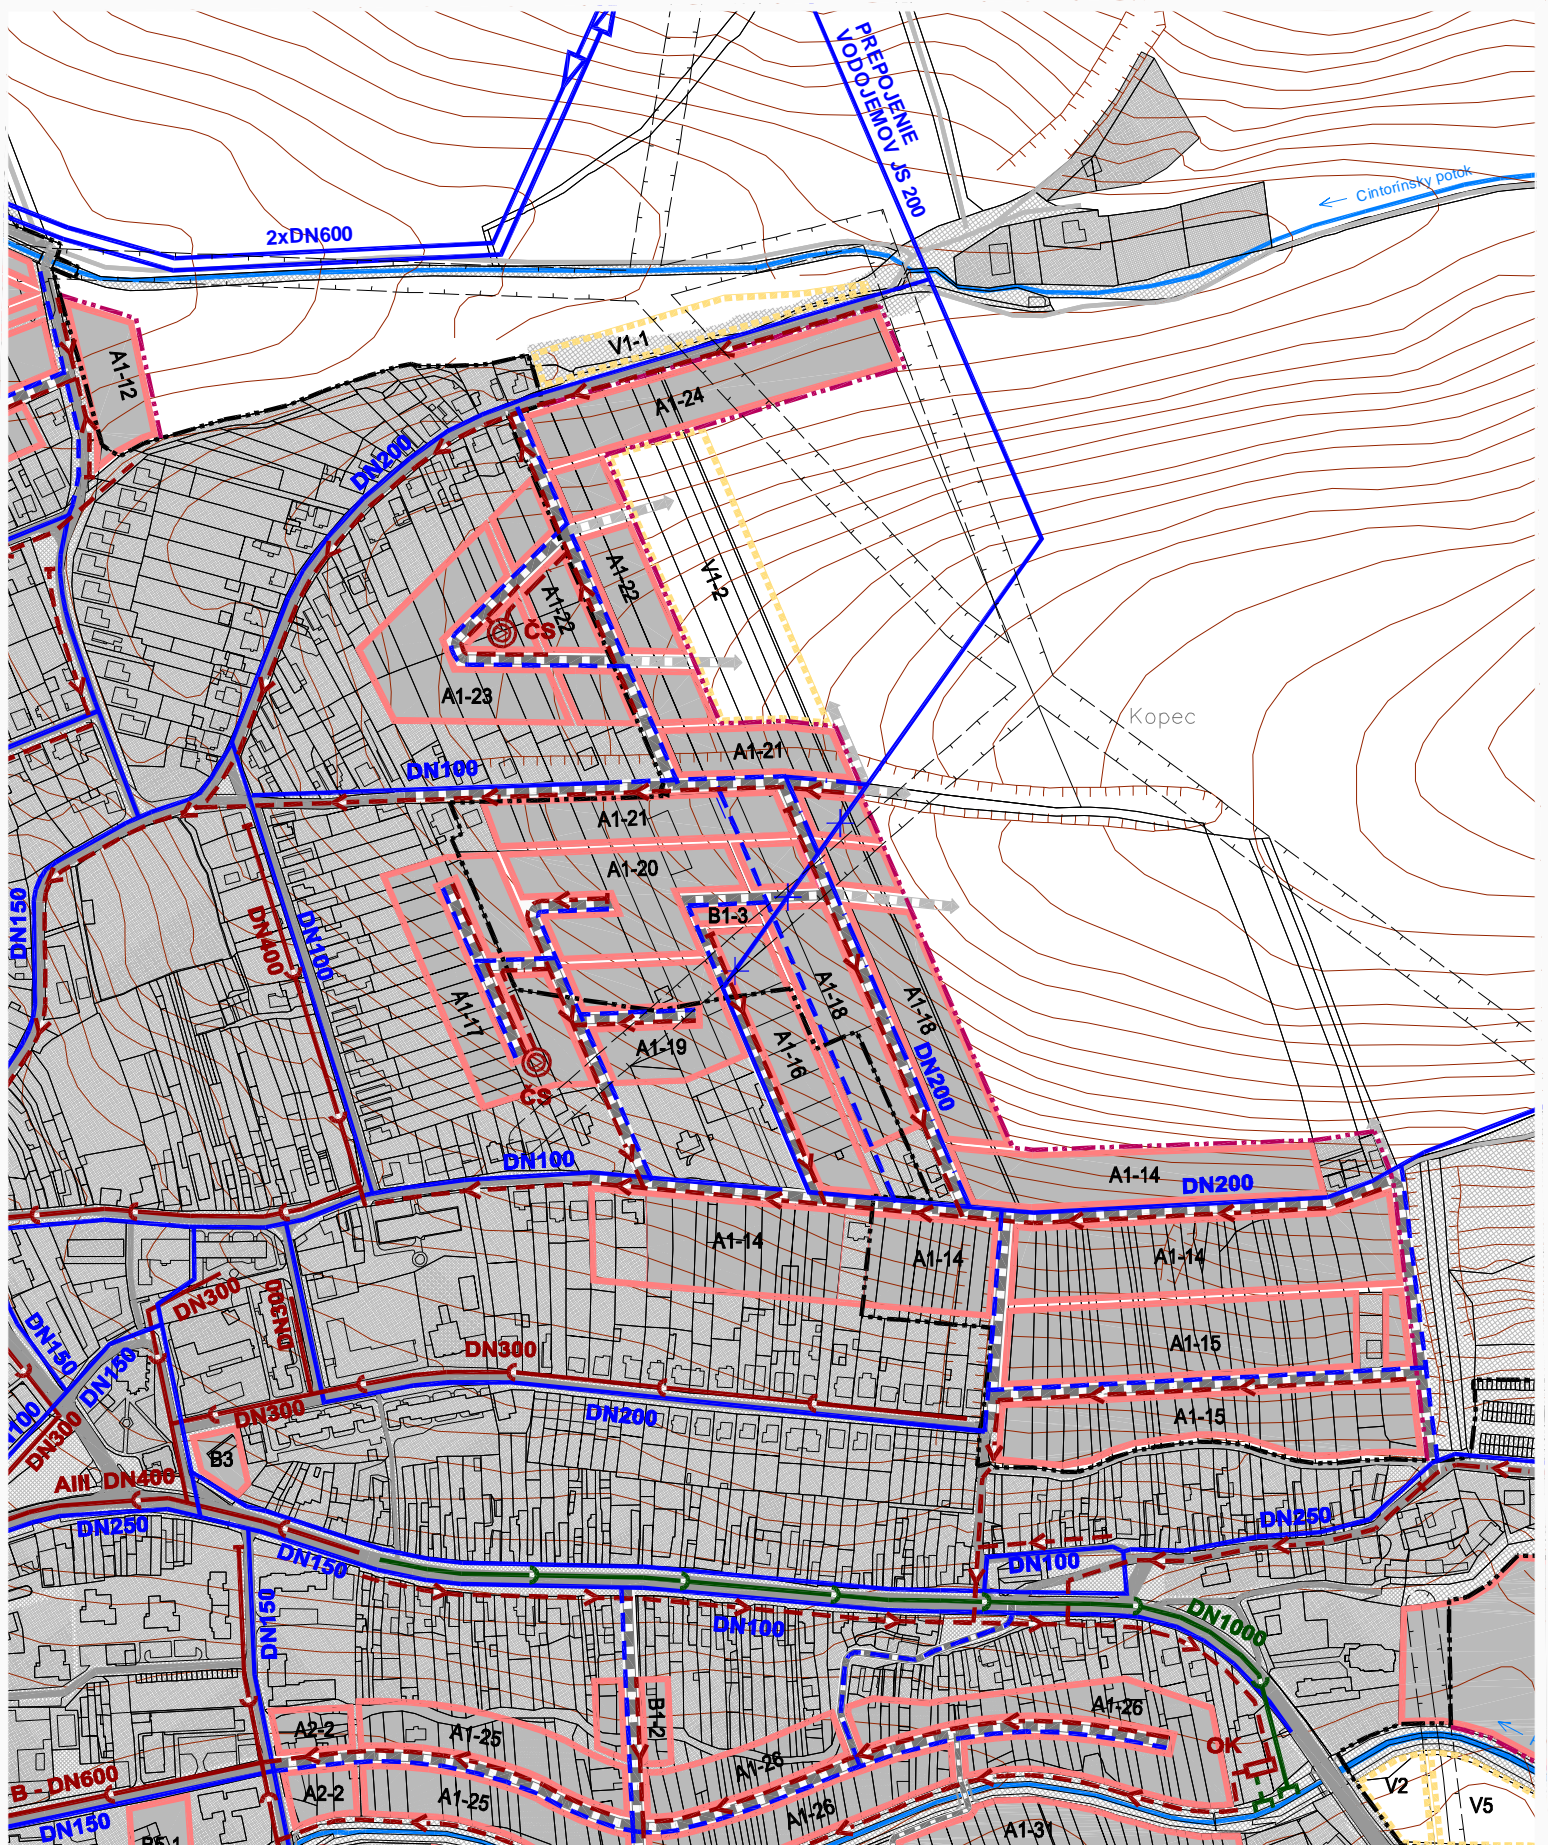 PREPOJENIE
VODOJEMOV JS 200
Cintorínsky potok
2xDN600
V1-1
A1-12
A1-24
DN200
A1-22
V1-2
A1-22
ČS
A1-23
Kopec
A1-21
DN100
A1-21
A1-20
DN150
DN400
DN100
B1-3
A1-17
A1-18
A1-18
A1-19
A1-16
DN200
ČS
DN100
A1-14
DN200
A1-14
A1-14
A1-14
DN300
DN300
DN150
DN150
DN300
A1-15
DN300
DN200
A1-15
DN300
B3
AIII DN400
DN250
DN250
DN150
DN100
DN150
DN100
DN1000
A2-2
A1-25
B1-2
A1-26
OK
A1-26
B - DN600
A2-2
A1-25
A1-26
V2
V5
DN150
A1-31